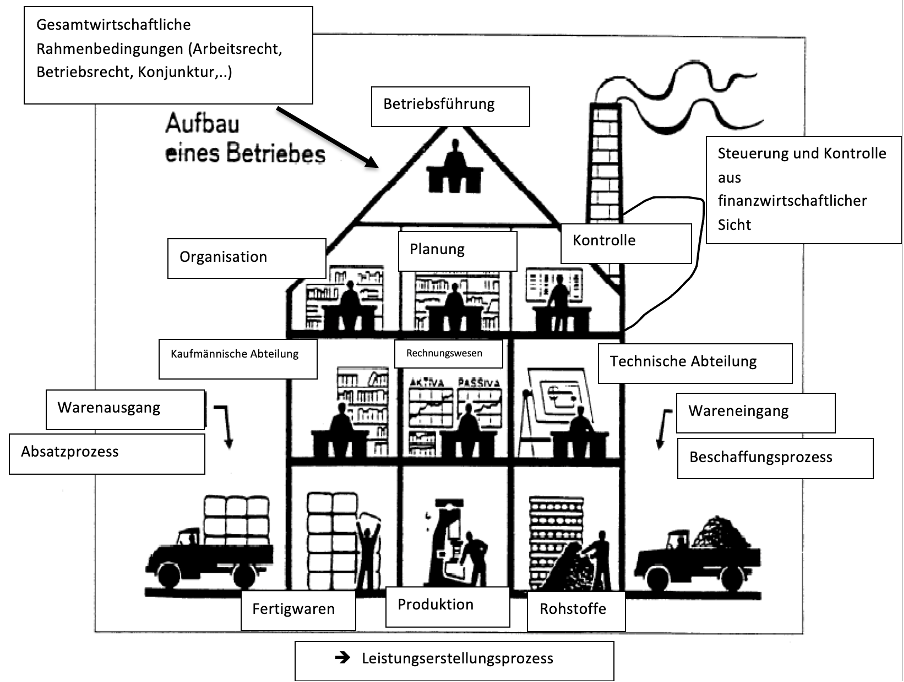 Gesamtwirtschaftliche
Rahmenbedingungen (Arbeitsrecht,
Betriebsrecht, Konjunktur,..)
Betriebsführung
Aufbau
eines Betriebes
Steuerung und Kontrolle
aus
finanzwirtschaftlicher
Sicht
Organisation
Planung
Kontrolle
Kaufmännische Abteilung
Rechnungswesen
Technische Abteilung
AKTIVA
PASSIVA
Warenausgang
Absatzprozess
Wareneingang
Beschaffungsprozess
Fertigwaren
Produktion
Rohstoffe
➔ Leistungserstellungsprozess